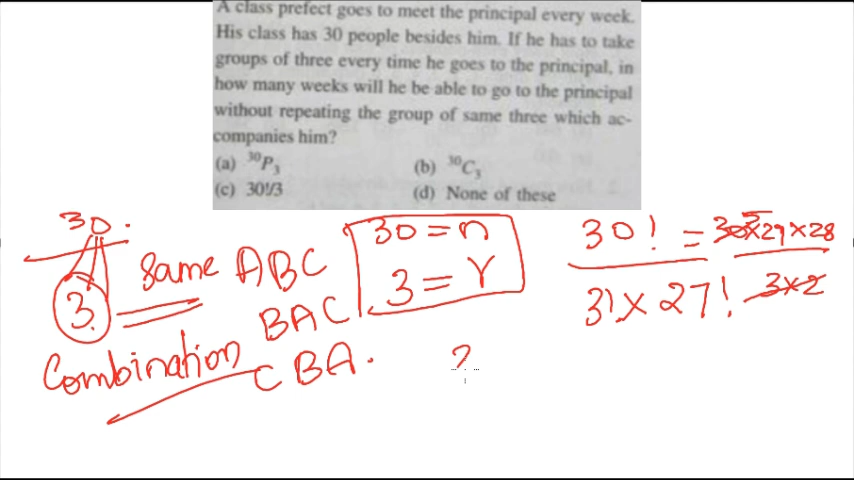 A class prefect goes to meet the principal every week.
His class has 30 people besides him. If he has to take
groups of three every time he goes to the principal, in
how many weeks will he be able to go to the principal
without repeating the group of same three which ac-
companies him?
(a) ³⁰P₃ (b) ³⁰C₃
(c) 30!/3 (d) None of these
30.
3.
Same ABC
BAC
CBA.
Combination
30 = n
3 = r
30! = 30×29×28
3! × 27! 3×2
5
2